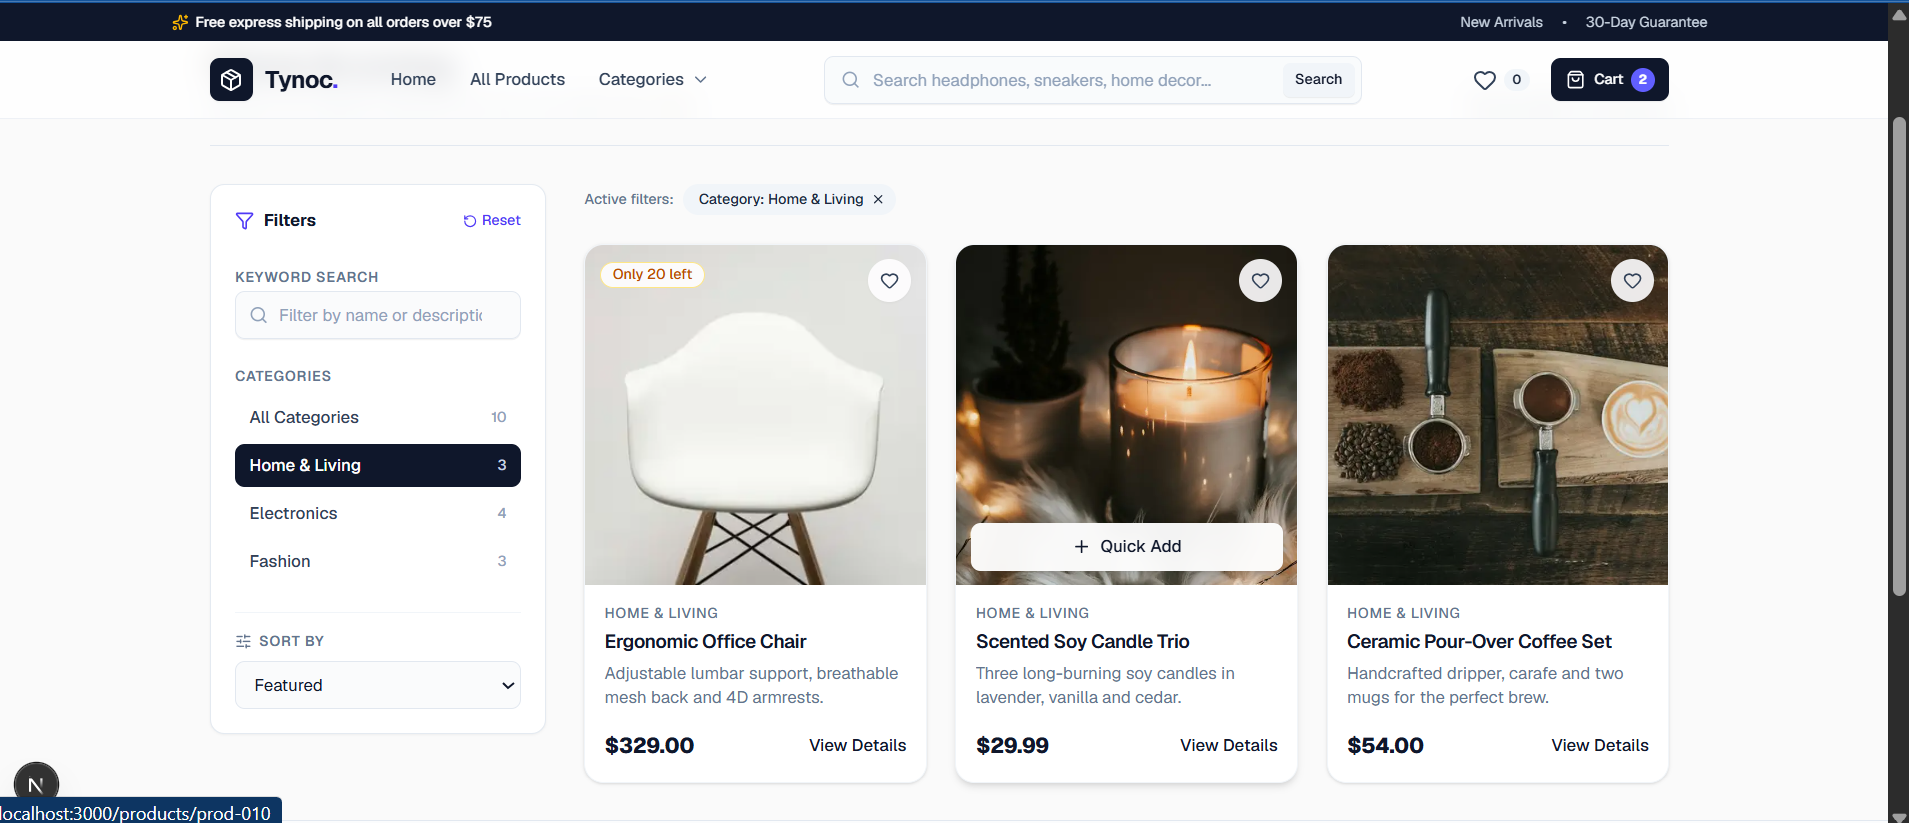 Free express shipping on all orders over $75
New Arrivals • 30-Day Guarantee
Tynoc.
Home
All Products
Categories
Search headphones, sneakers, home decor...
Search
0
Cart 2
Filters
Reset
KEYWORD SEARCH
Filter by name or descriptic
CATEGORIES
All Categories 10
Home & Living 3
Electronics 4
Fashion 3
SORT BY
Featured
Active filters: Category: Home & Living ×
Only 20 left
HOME & LIVING
Ergonomic Office Chair
Adjustable lumbar support, breathable
mesh back and 4D armrests.
$329.00 View Details
+ Quick Add
HOME & LIVING
Scented Soy Candle Trio
Three long-burning soy candles in
lavender, vanilla and cedar.
$29.99 View Details
HOME & LIVING
Ceramic Pour-Over Coffee Set
Handcrafted dripper, carafe and two
mugs for the perfect brew.
$54.00 View Details
N
localhost:3000/products/prod-010